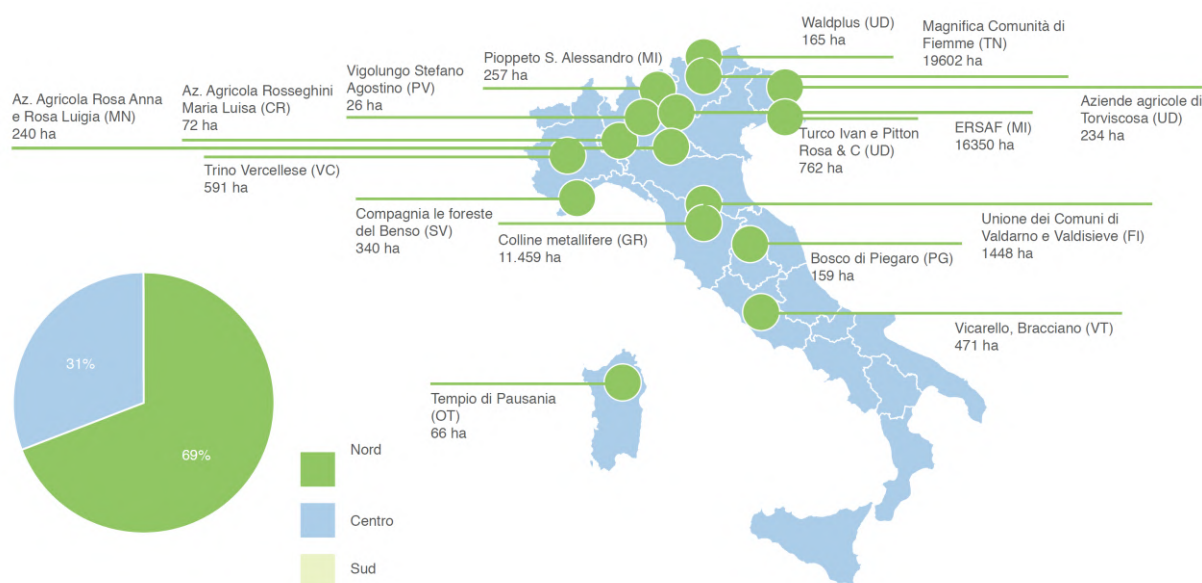 Waldplus (UD)
165 ha
Magnifica Comunità di
Fiemme (TN)
19602 ha
Pioppeto S. Alessandro (MI)
257 ha
Vigolungo Stefano
Agostino (PV)
26 ha
Az. Agricola Rosseghini
Maria Luisa (CR)
72 ha
Az. Agricola Rosa Anna
e Rosa Luigia (MN)
240 ha
Aziende agricole di
Torviscosa (UD)
234 ha
ERSAF (MI)
16350 ha
Turco Ivan e Pitton
Rosa & C (UD)
762 ha
Trino Vercellese (VC)
591 ha
Compagnia le foreste
del Benso (SV)
340 ha
Colline metallifere (GR)
11.459 ha
Unione dei Comuni di
Valdarno e Valdisieve (FI)
1448 ha
Bosco di Piegaro (PG)
159 ha
Vicarello, Bracciano (VT)
471 ha
Tempio di Pausania
(OT)
66 ha
31%
69%
Nord
Centro
Sud